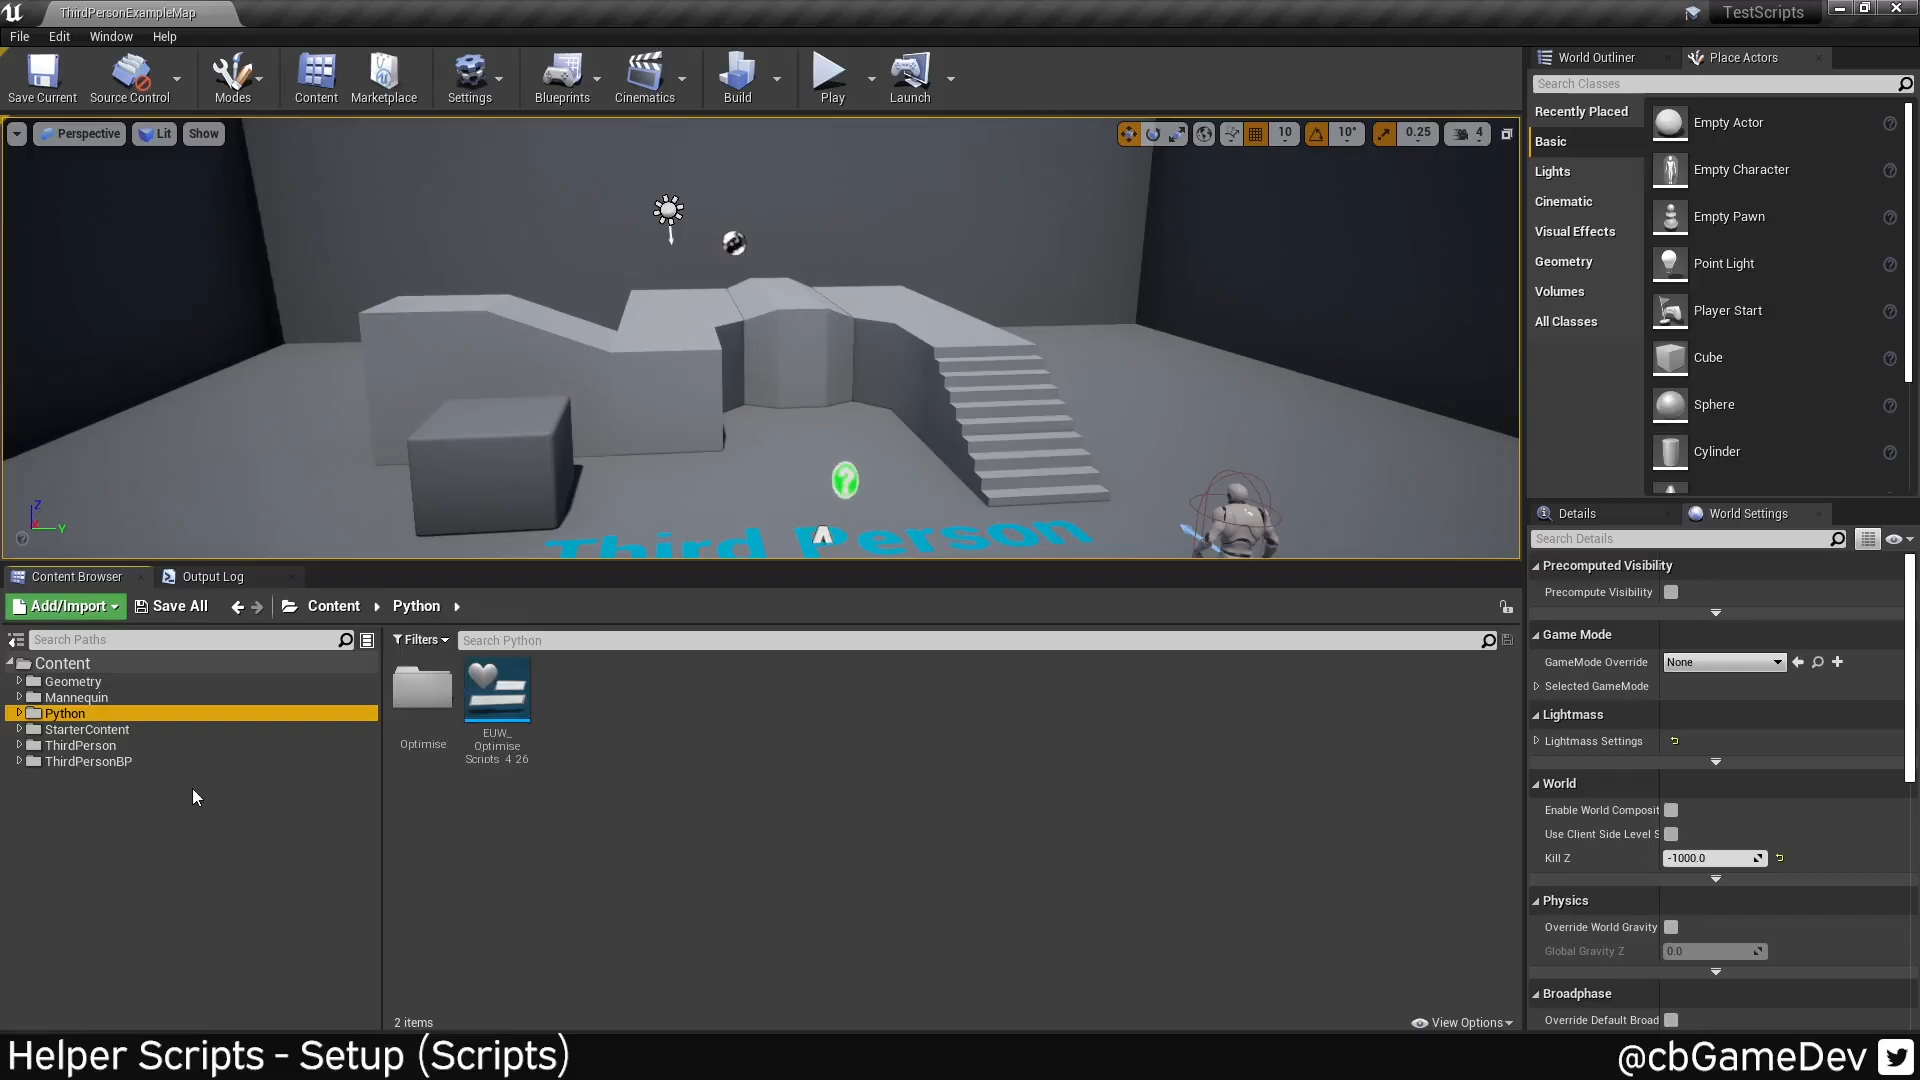 ThirdPersonExampleMap
TestScripts
File Edit Window Help
Save Current
Source Control
Modes
Content
Marketplace
Settings
Blueprints
Cinematics
Build
Play
Launch
Perspective
Lit
Show
10
10°
0.25
4
Third Person
Z
Y
World Outliner
Place Actors
Search Classes
Recently Placed
Basic
Lights
Cinematic
Visual Effects
Geometry
Volumes
All Classes
Empty Actor
Empty Character
Empty Pawn
Point Light
Player Start
Cube
Sphere
Cylinder
Details
World Settings
Search Details
Precomputed Visibility
Precompute Visibility
Game Mode
GameMode Override
None
Selected GameMode
Lightmass
Lightmass Settings
World
Enable World Composit
Use Client Side Level S
Kill Z
-1000.0
Physics
Override World Gravity
Global Gravity Z
0.0
Broadphase
Override Default Broad
Content Browser
Output Log
Add/Import
Save All
Content
Python
Search Paths
Filters
Search Python
Content
Geometry
Mannequin
Python
StarterContent
ThirdPerson
ThirdPersonBP
Optimise
EUW_
Optimise
Scripts_4_26
2 items
View Options
Helper Scripts - Setup (Scripts)
@cbGameDev